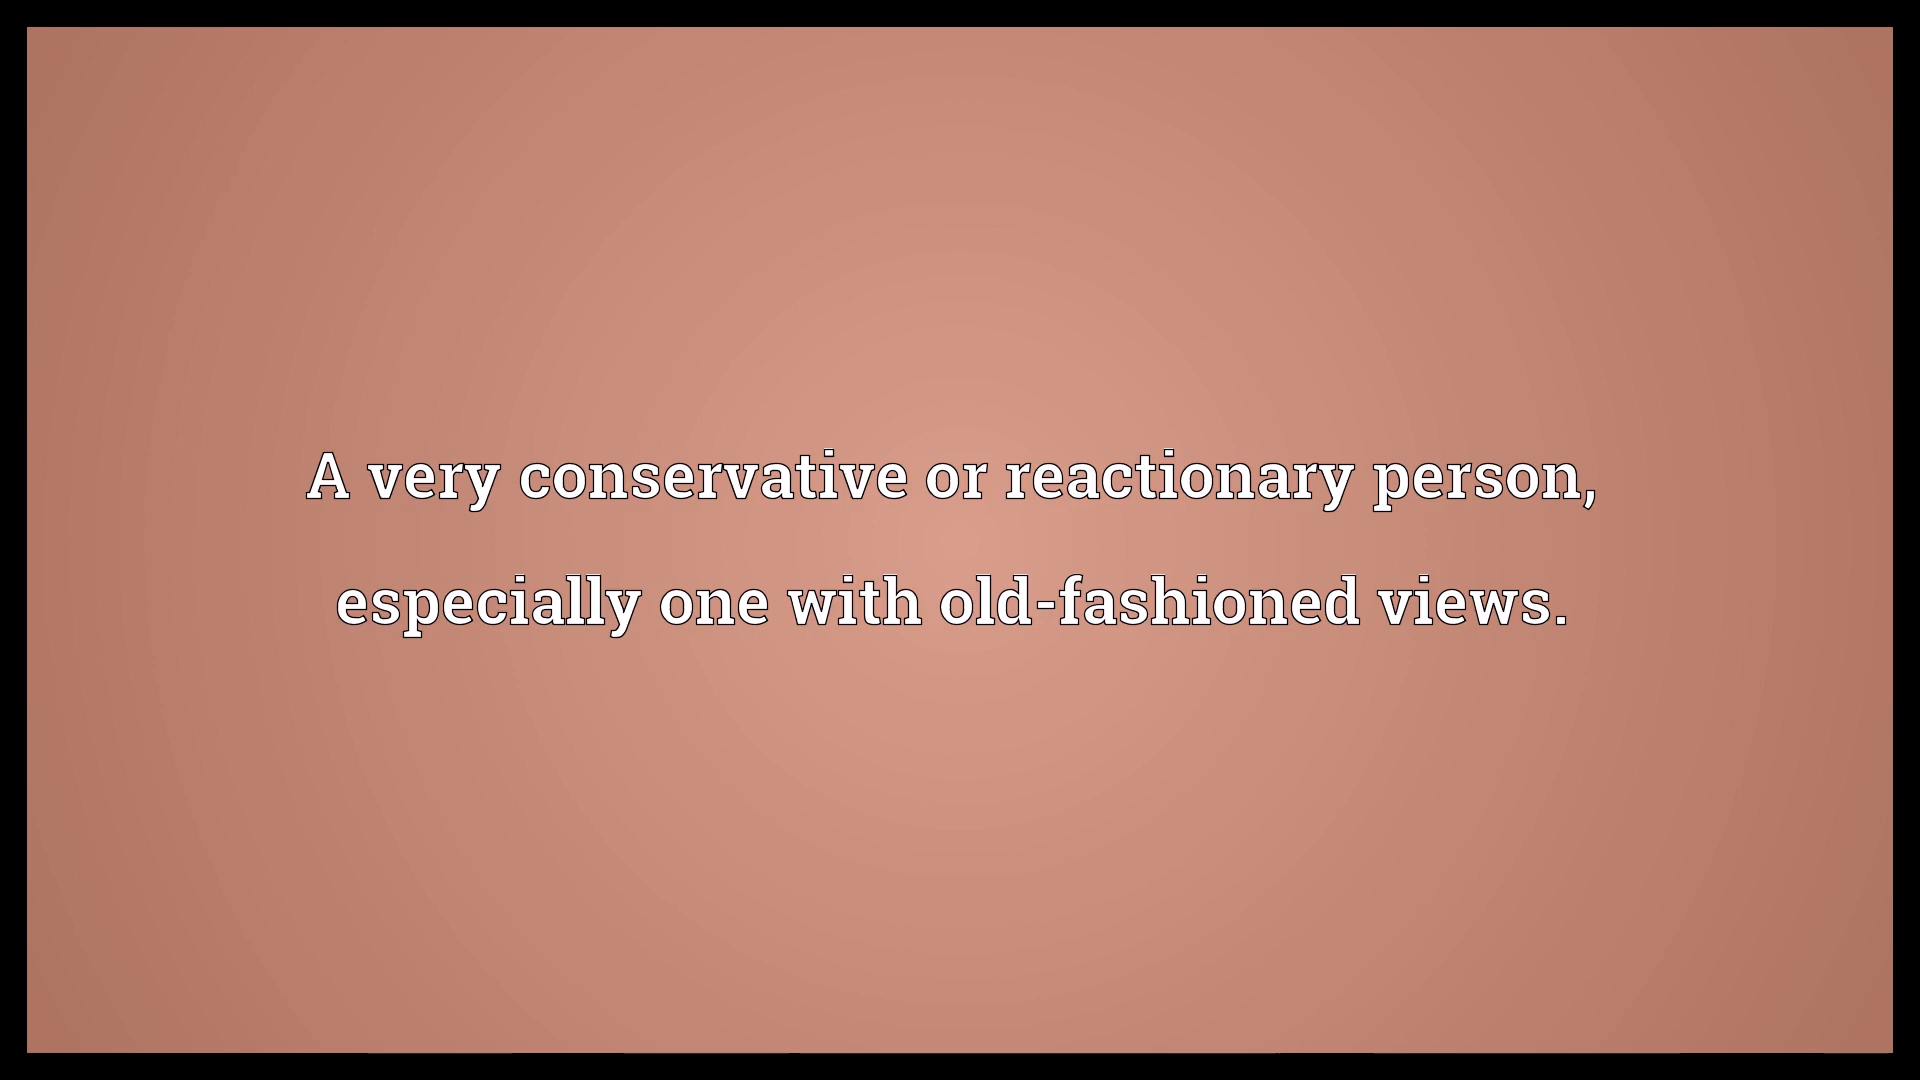 A very conservative or reactionary person,
especially one with old-fashioned views.